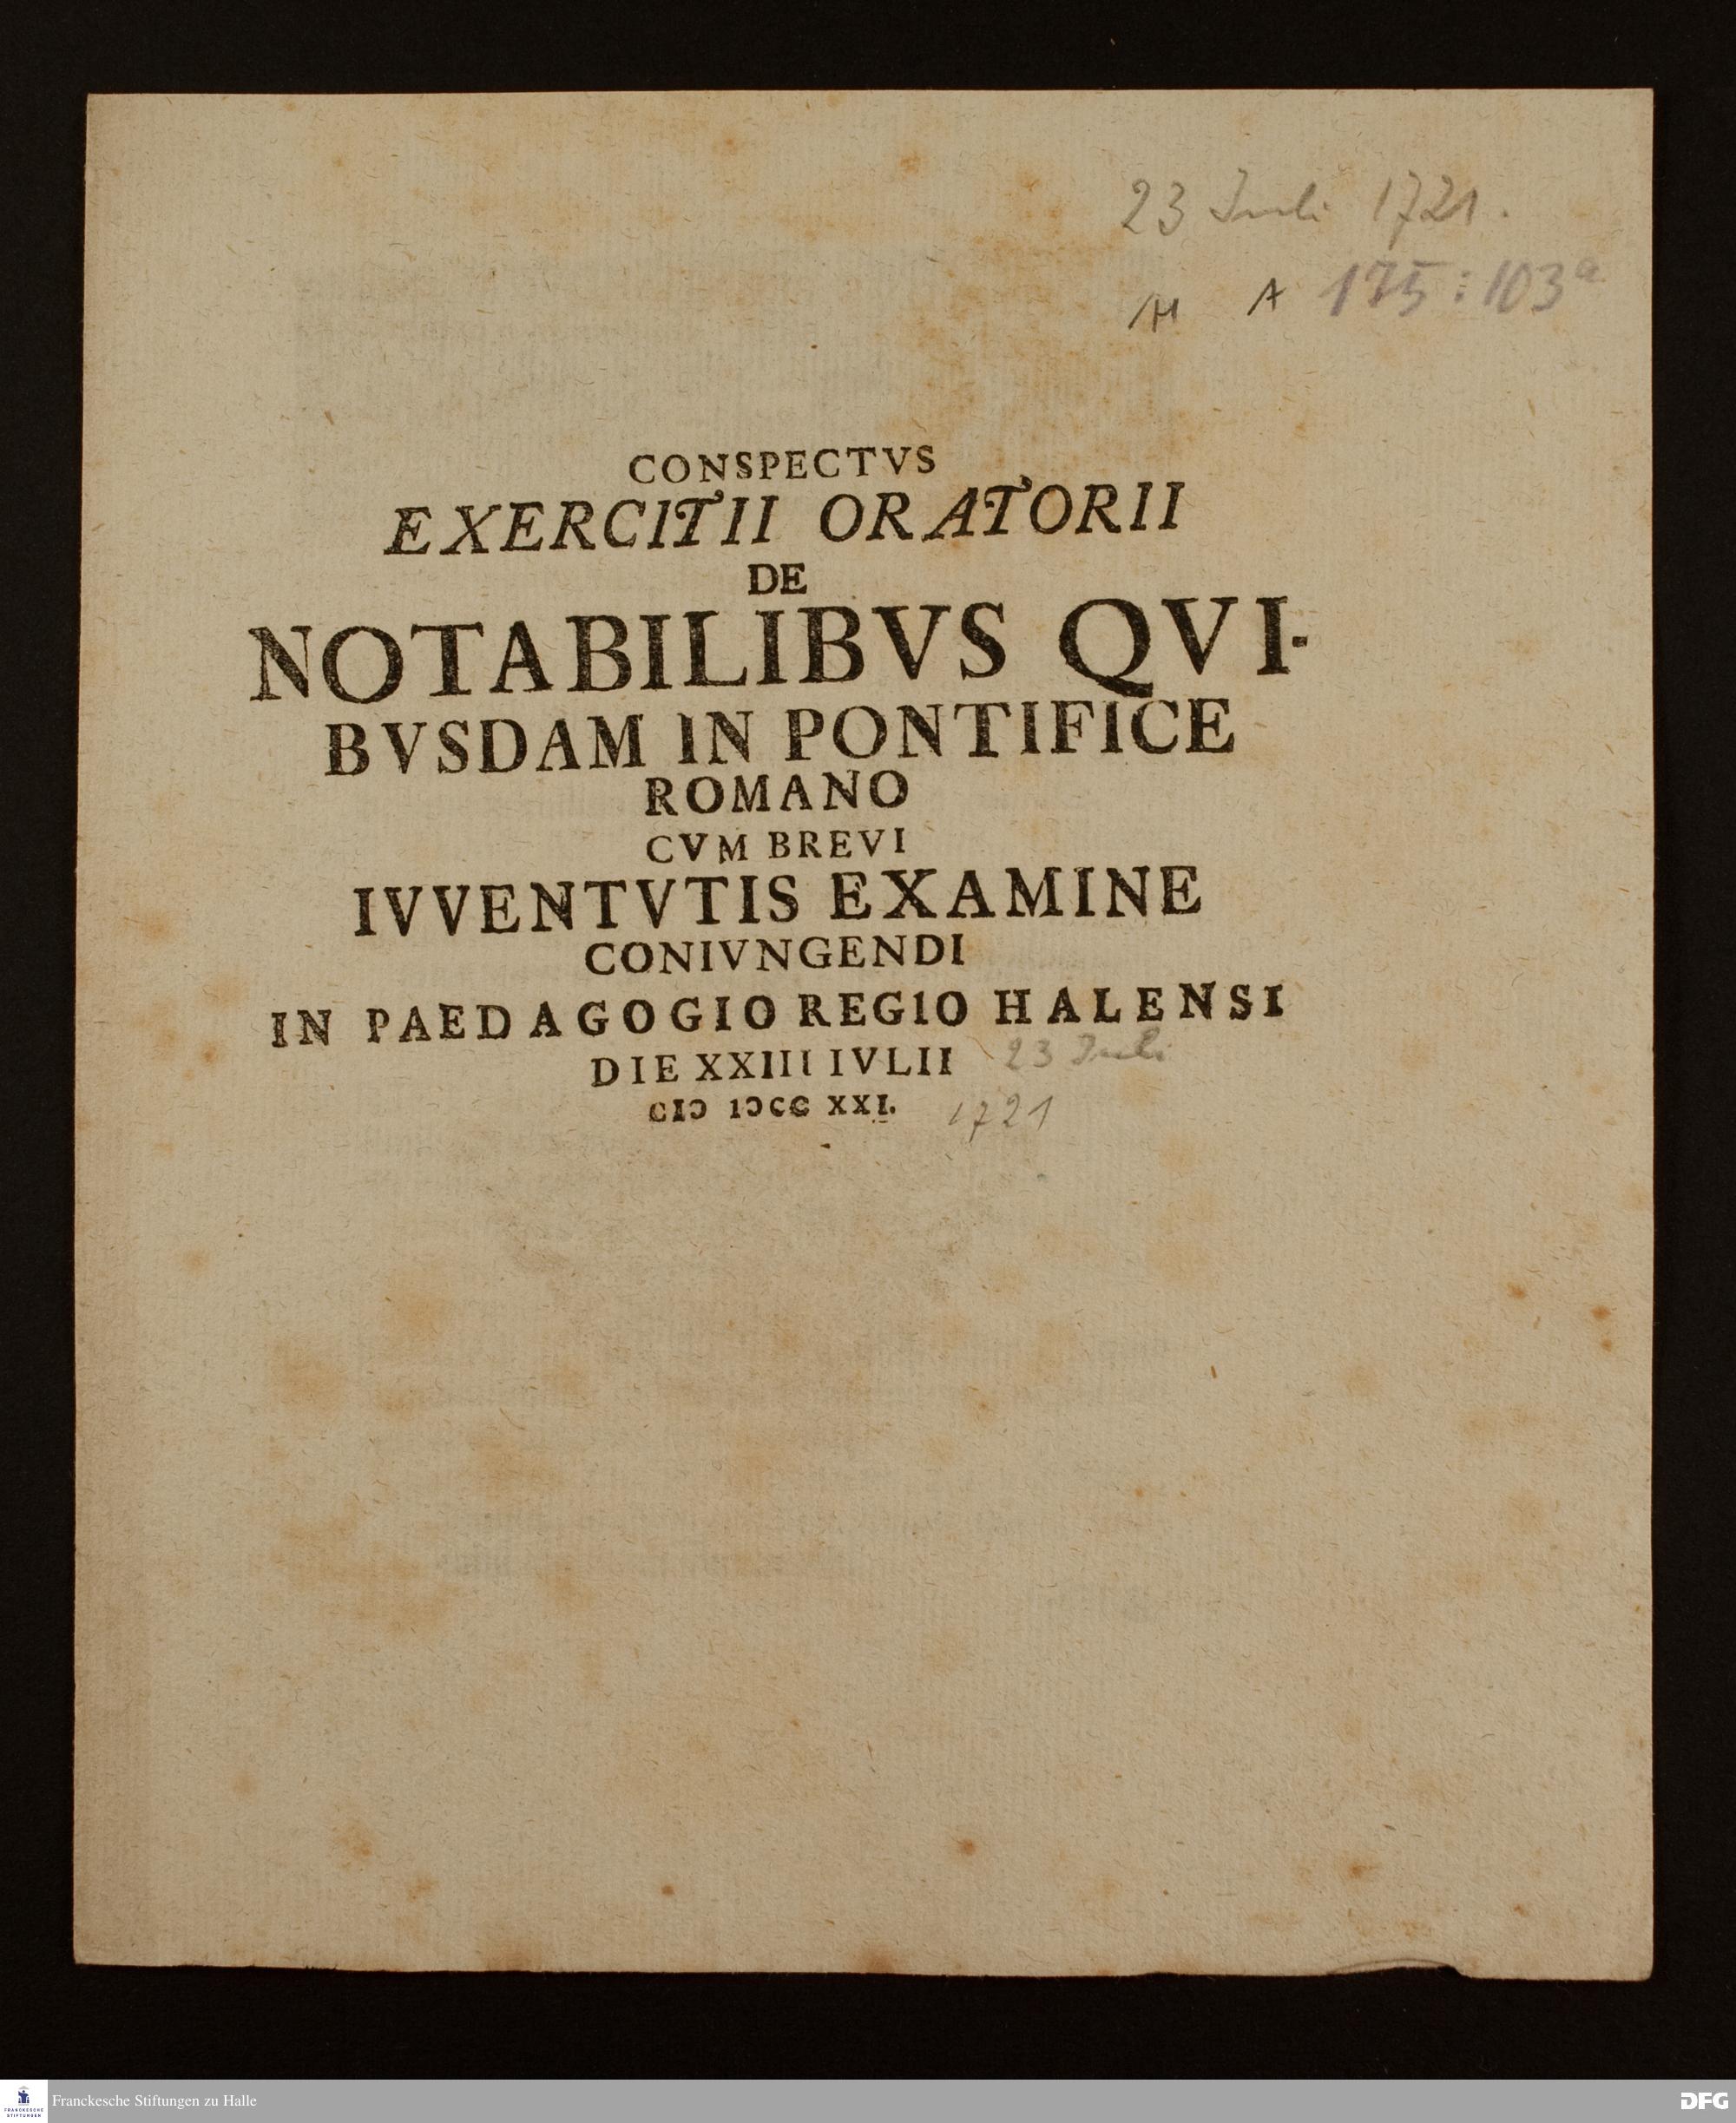 23 Juli 1721.
A 175:103a
CONSPECTVS
EXERCITII ORATORII
DE
NOTABILIBVS QVI-
BVSDAM IN PONTIFICE
ROMANO
CVM BREVI
IVVENTVTIS EXAMINE
CONIVNGENDI
IN PAEDAGOGIO REGIO HALENSI
DIE XXIII IVLII 23 Juli
CIↃ IↃCC XXI. 1721
FRANCKESCHE
STIFTUNGEN
Franckesche Stiftungen zu Halle
DFG